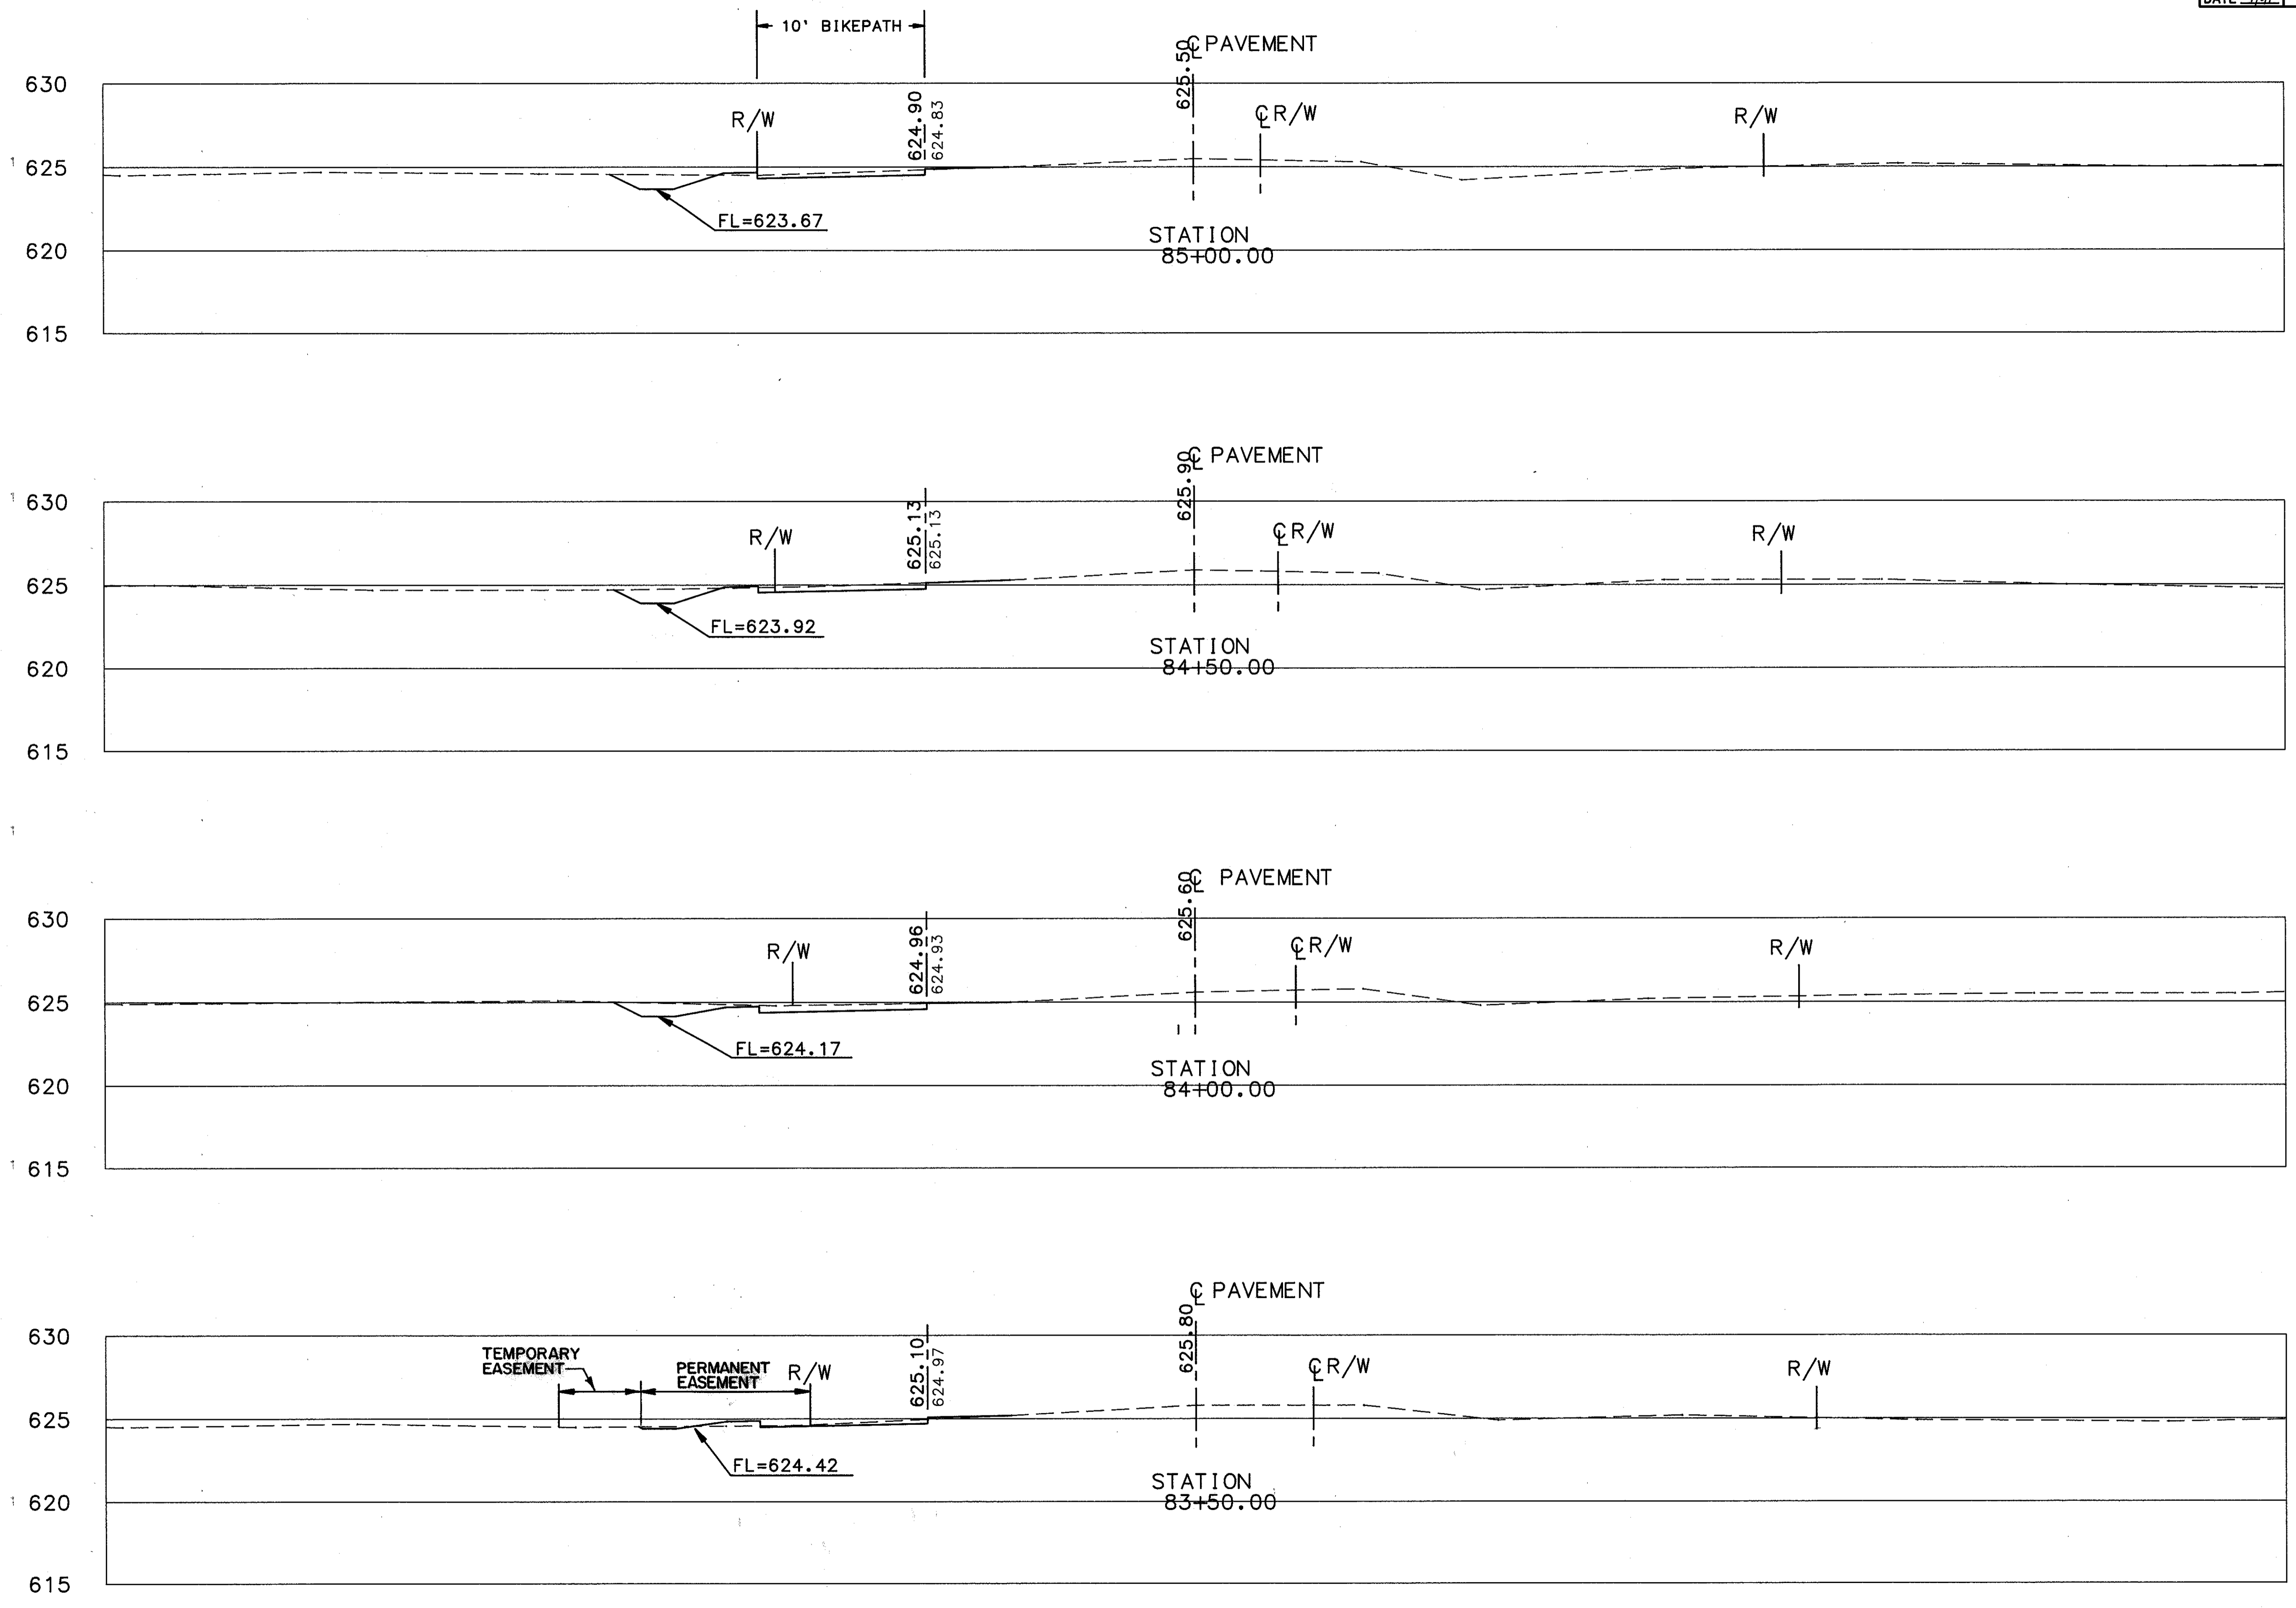 DATE
10' BIKEPATH
625.50
℄ PAVEMENT
630
R/W
624.90
624.83
℄ R/W
R/W
625
FL=623.67
STATION
85+00.00
620
615
625.90
℄ PAVEMENT
630
R/W
625.13
625.13
℄ R/W
R/W
625
FL=623.92
STATION
84+50.00
620
615
625.60
℄ PAVEMENT
630
R/W
624.96
624.93
℄ R/W
R/W
625
FL=624.17
STATION
84+00.00
620
615
625.80
℄ PAVEMENT
630
TEMPORARY
EASEMENT
PERMANENT
EASEMENT
R/W
625.10
624.97
℄ R/W
R/W
625
FL=624.42
STATION
83+50.00
620
615